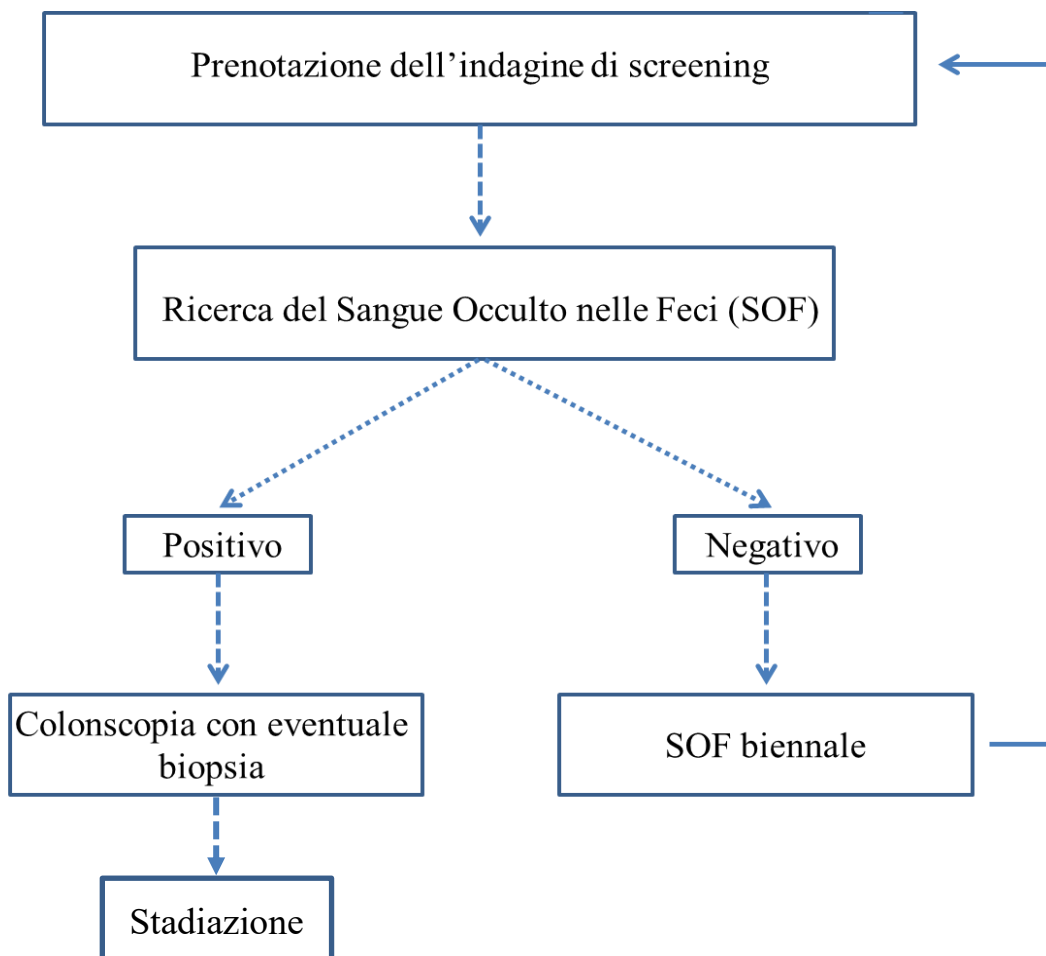 Prenotazione dell’indagine di screening
Ricerca del Sangue Occulto nelle Feci (SOF)
Positivo
Negativo
Colonscopia con eventuale
biopsia
SOF biennale
Stadiazione